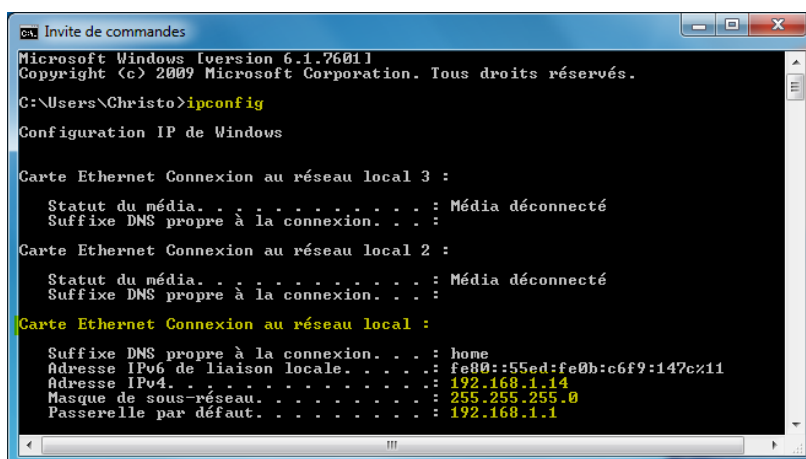 Invite de commandes
Microsoft Windows [version 6.1.7601]
Copyright (c) 2009 Microsoft Corporation. Tous droits réservés.
C:\Users\Christo>ipconfig
Configuration IP de Windows
Carte Ethernet Connexion au réseau local 3 :
Statut du média. . . . . . . . . . . . : Média déconnecté
Suffixe DNS propre à la connexion. . . :
Carte Ethernet Connexion au réseau local 2 :
Statut du média. . . . . . . . . . . . : Média déconnecté
Suffixe DNS propre à la connexion. . . :
Carte Ethernet Connexion au réseau local :
Suffixe DNS propre à la connexion. . . : home
Adresse IPv6 de liaison locale. . . . .: fe80::55ed:fe0b:c6f9:147c%11
Adresse IPv4. . . . . . . . . . . . . .: 192.168.1.14
Masque de sous-réseau. . . . . . . . . : 255.255.255.0
Passerelle par défaut. . . . . . . . . : 192.168.1.1